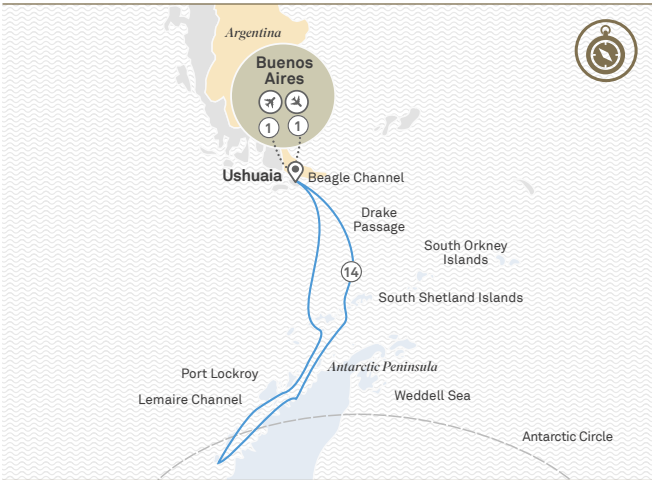 Argentina
Buenos
Aires
1
1
Ushuaia
Beagle Channel
Drake
Passage
South Orkney
Islands
14
South Shetland Islands
Antarctic Peninsula
Port Lockroy
Weddell Sea
Lemaire Channel
Antarctic Circle